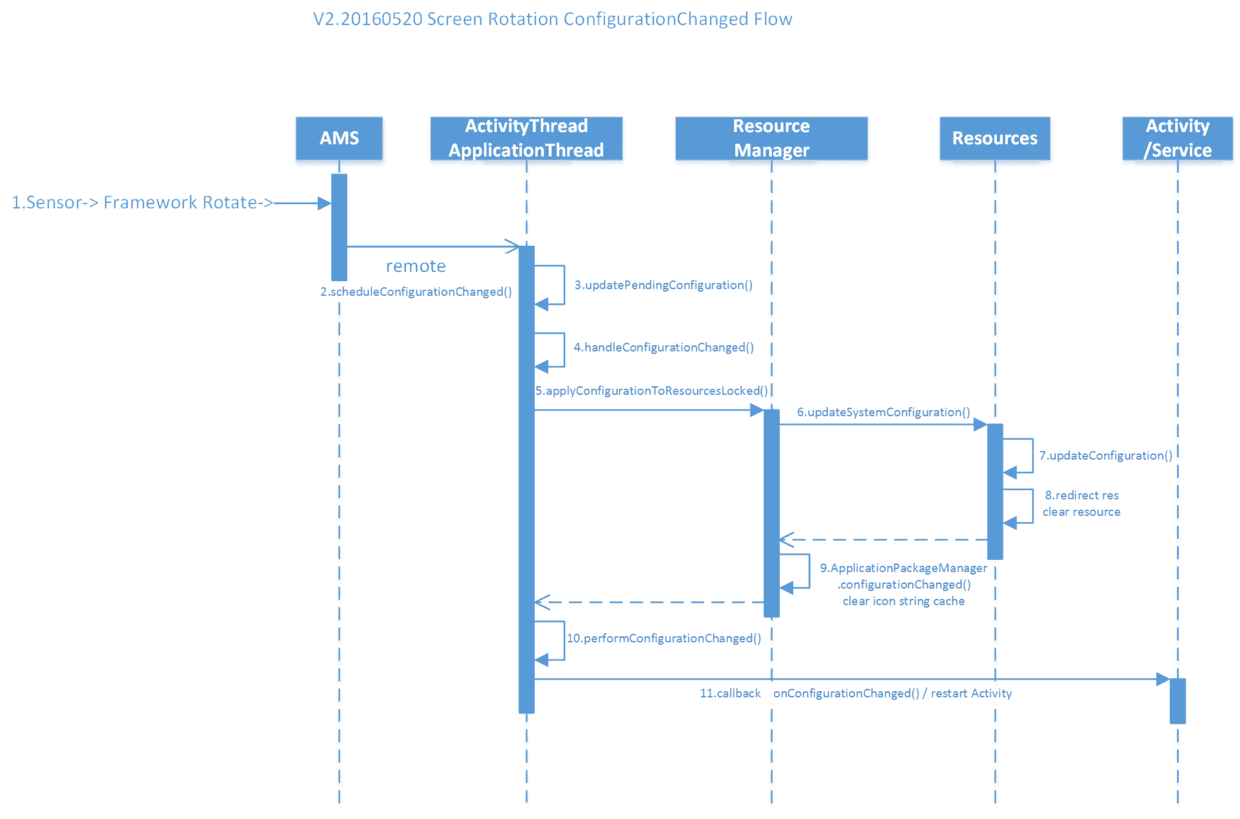 V2.20160520 Screen Rotation ConfigurationChanged Flow
AMS
ActivityThread
ApplicationThread
Resource
Manager
Resources
Activity
/Service
1.Sensor-> Framework Rotate->
remote
2.scheduleConfigurationChanged()
3.updatePendingConfiguration()
4.handleConfigurationChanged()
5.applyConfigurationToResourcesLocked()
6.updateSystemConfiguration()
7.updateConfiguration()
8.redirect res
clear resource
9.ApplicationPackageManager
.configurationChanged()
clear icon string cache
10.performConfigurationChanged()
11.callback onConfigurationChanged() / restart Activity